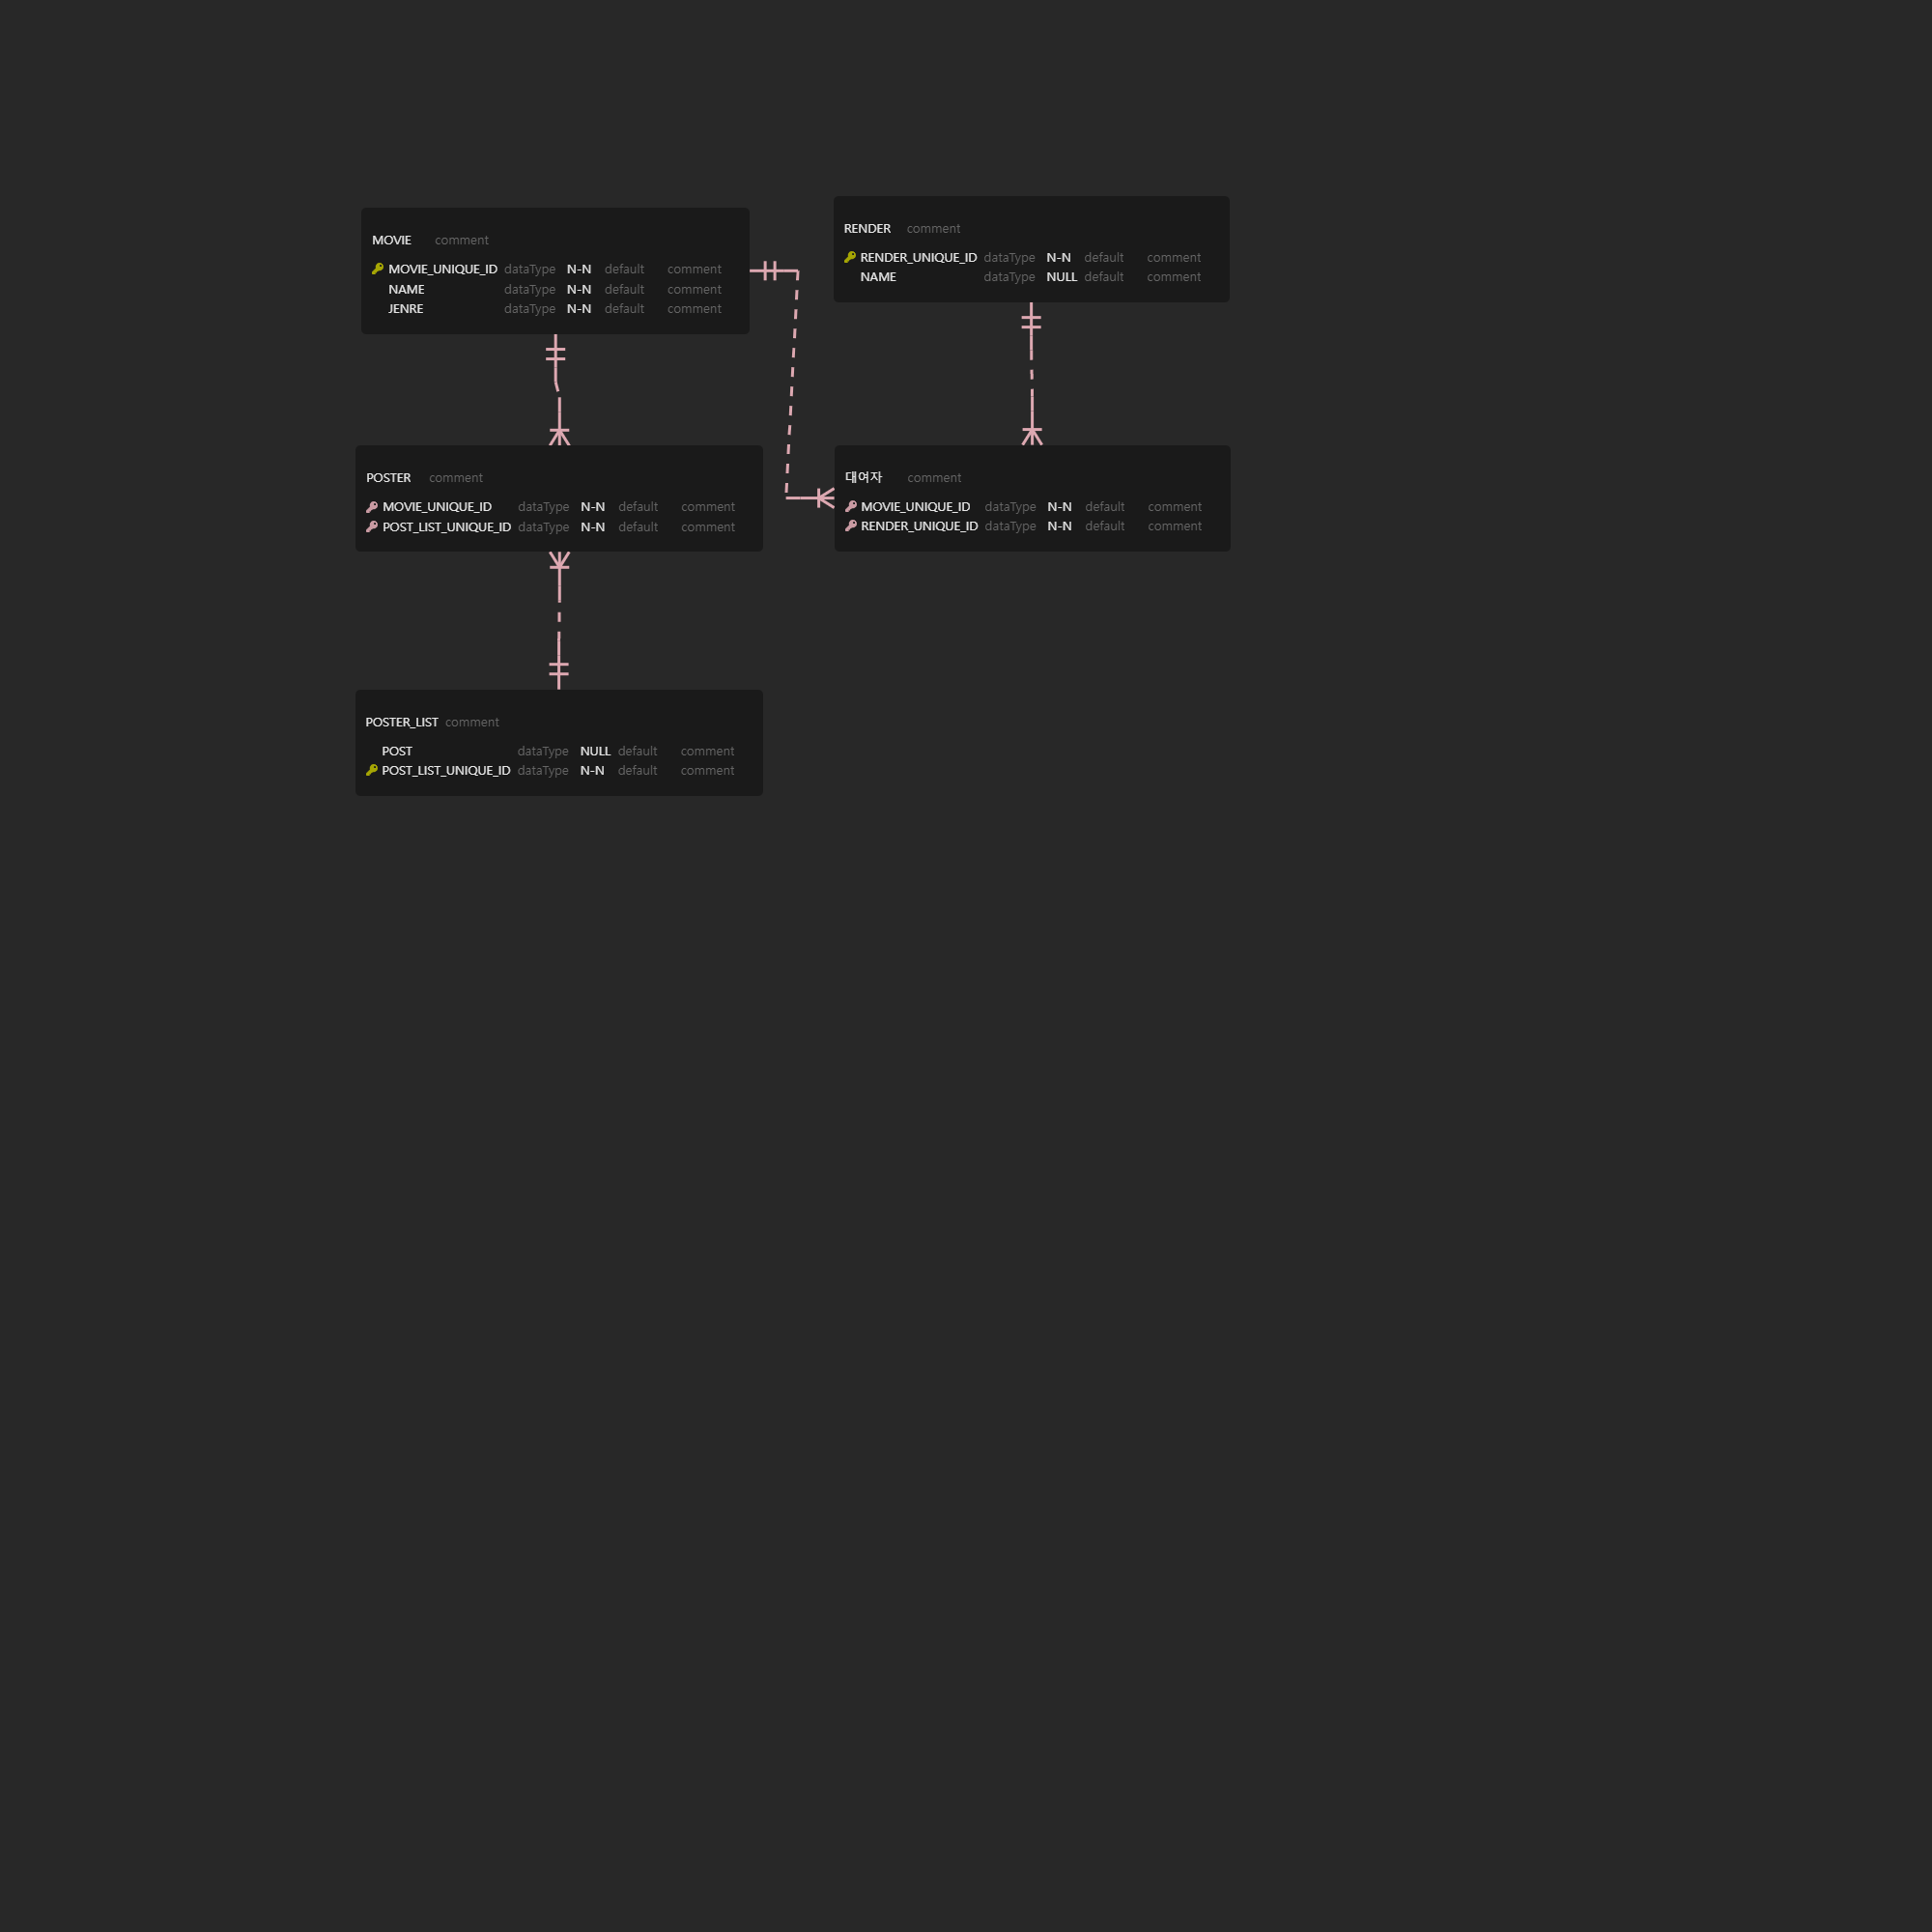 MOVIE comment
MOVIE_UNIQUE_ID dataType N-N default comment
NAME dataType N-N default comment
JENRE dataType N-N default comment
RENDER comment
RENDER_UNIQUE_ID dataType N-N default comment
NAME dataType NULL default comment
POSTER comment
MOVIE_UNIQUE_ID dataType N-N default comment
POST_LIST_UNIQUE_ID dataType N-N default comment
대여자 comment
MOVIE_UNIQUE_ID dataType N-N default comment
RENDER_UNIQUE_ID dataType N-N default comment
POSTER_LIST comment
POST dataType NULL default comment
POST_LIST_UNIQUE_ID dataType N-N default comment